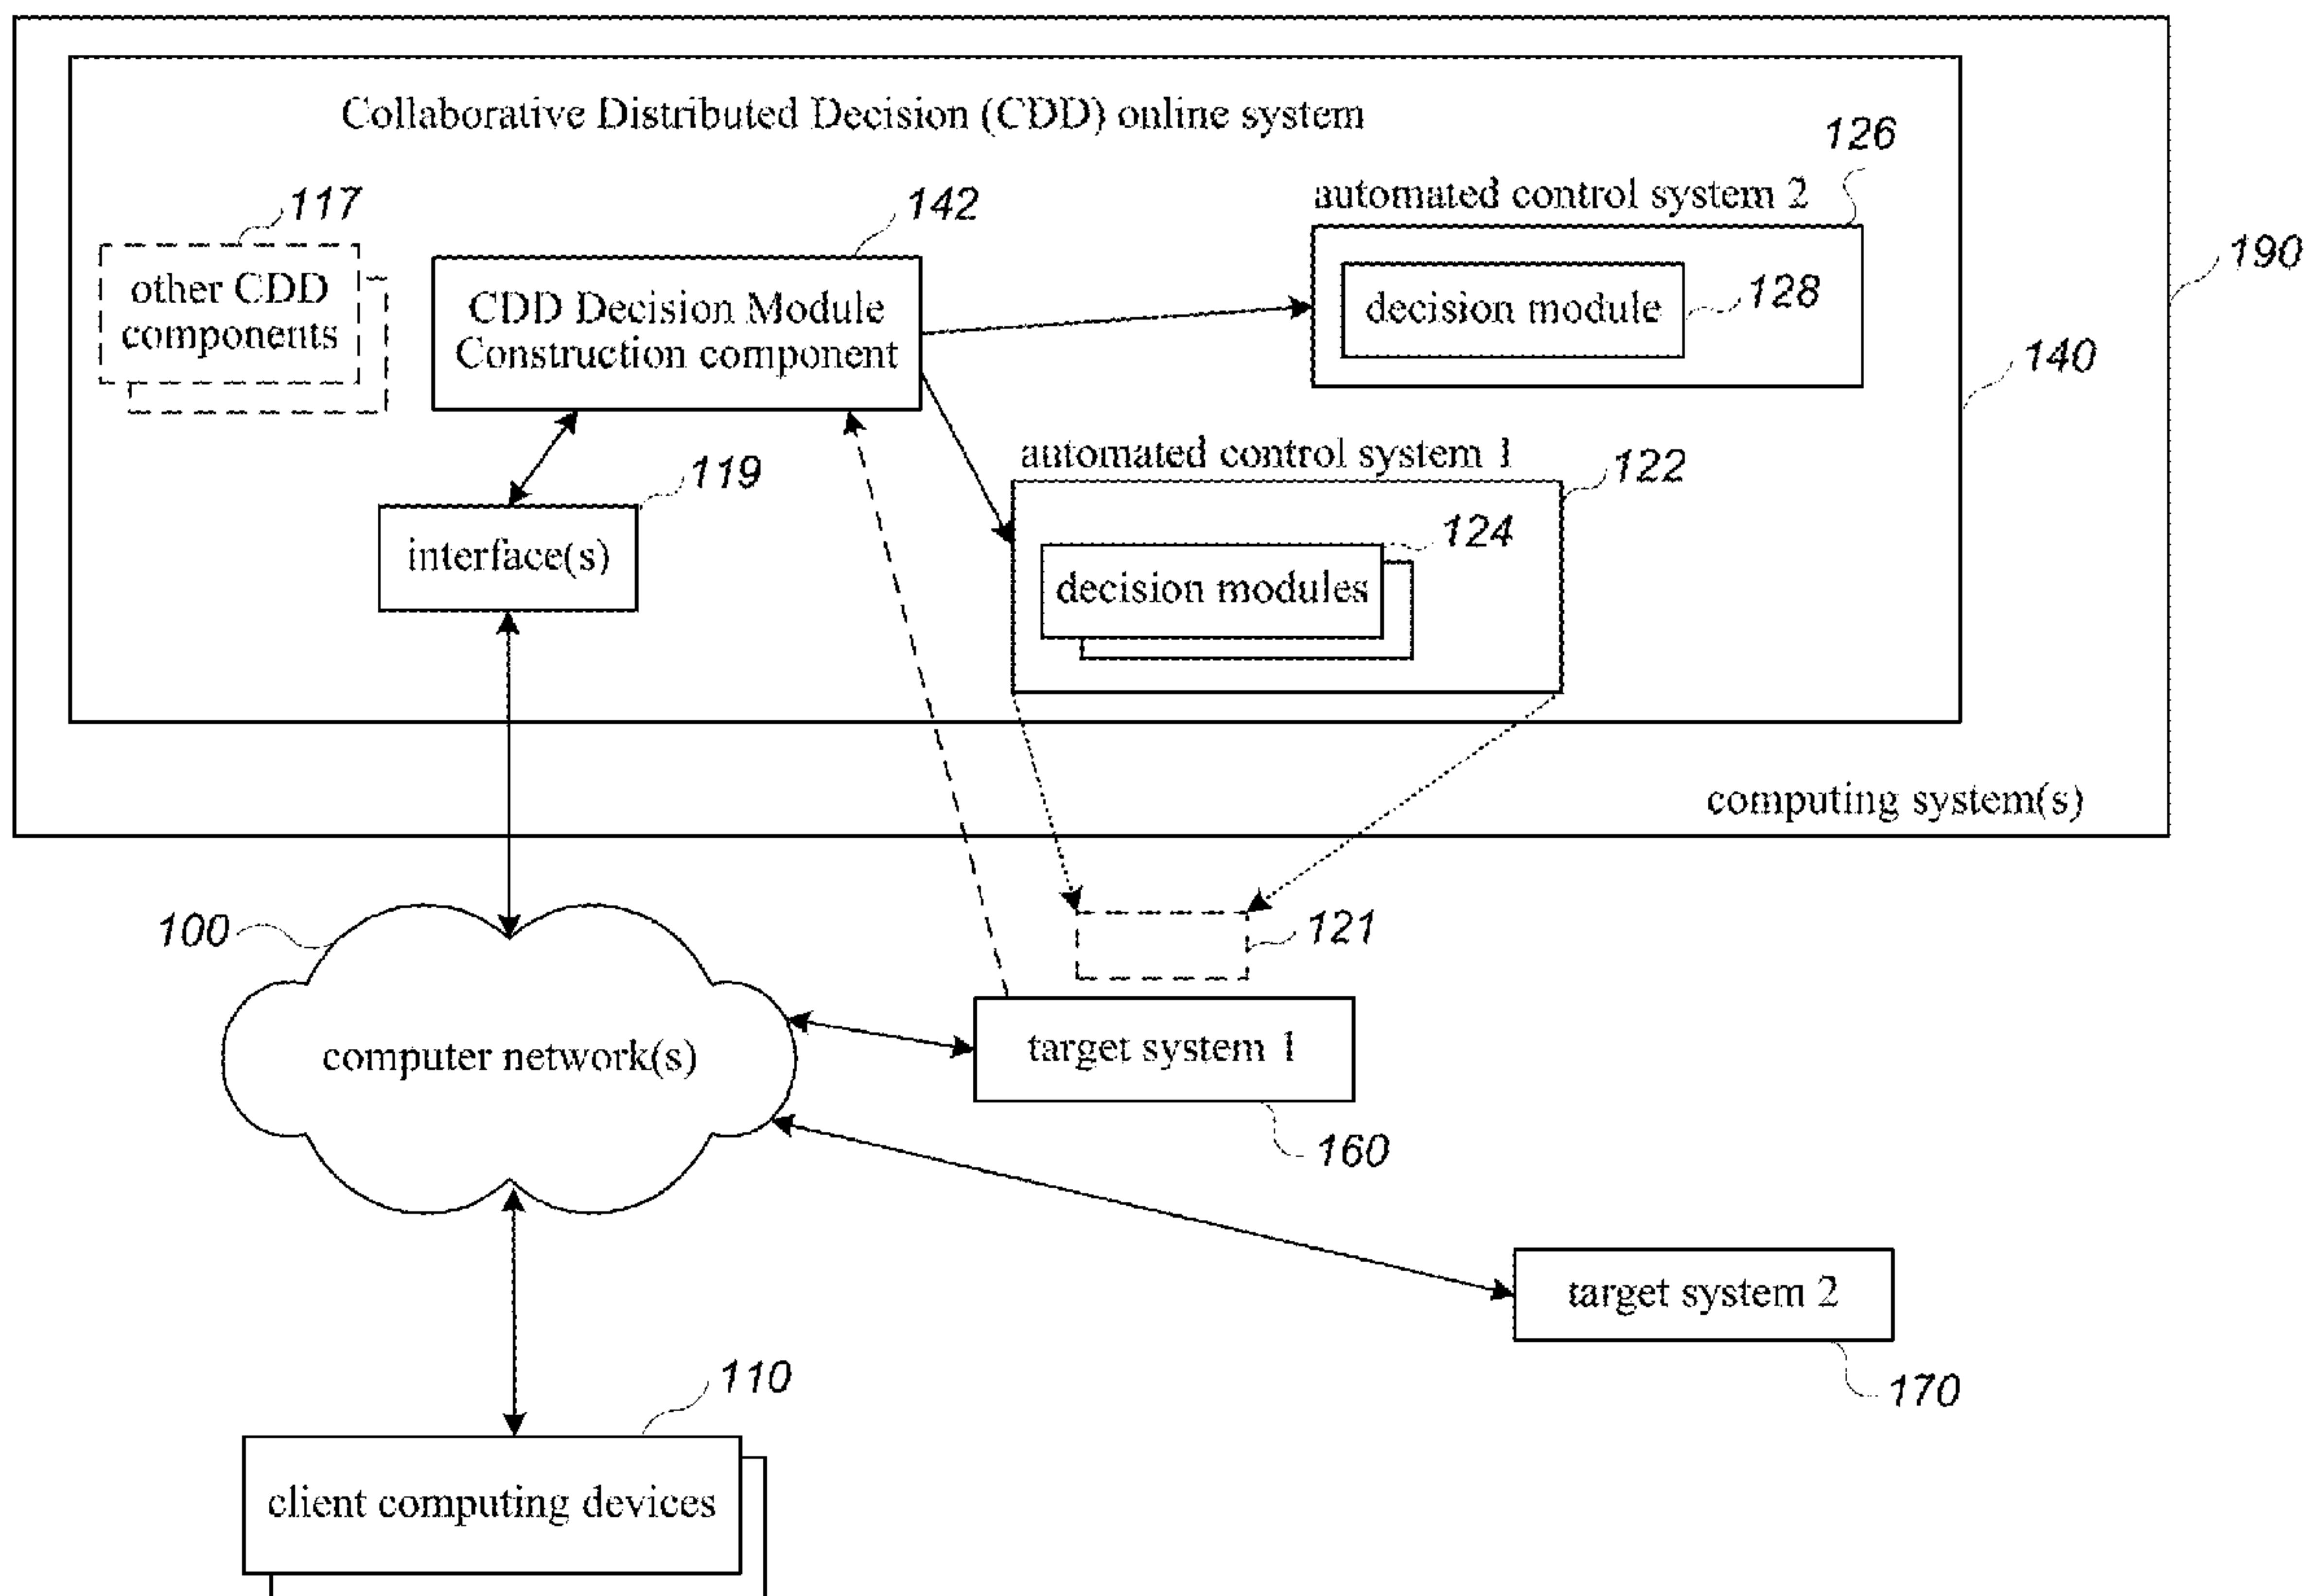 Collaborative Distributed Decision (CDD) online system
126
117
142
automated control system 2
190
other CDD
components
CDD Decision Module
Construction component
decision module
128
140
automated control system 1
119
122
interface(s)
124
decision modules
computing system(s)
100
121
computer network(s)
target system 1
160
target system 2
110
170
client computing devices